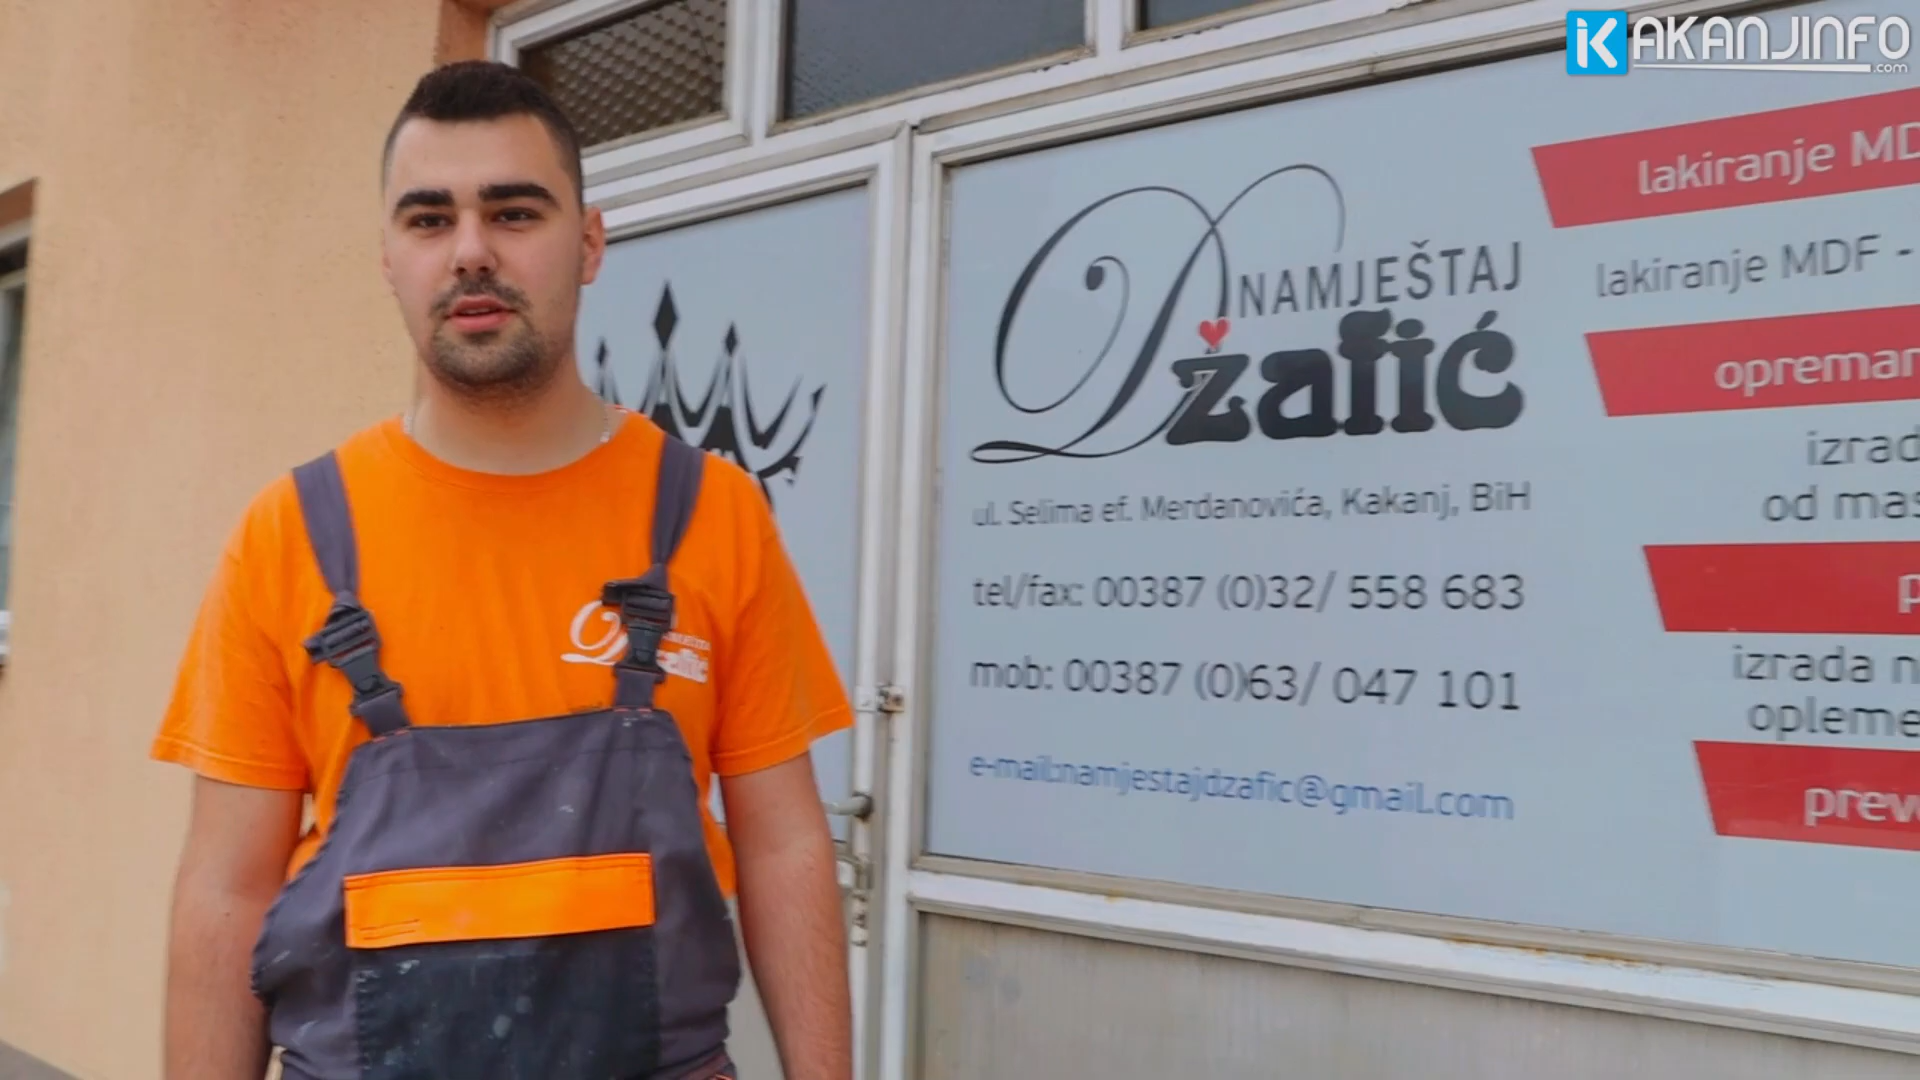 KAKANJINFO
.com
NAMJEŠTAJ
Džafić
ul. Selima ef. Merdanovića, Kakanj, BiH
tel/fax: 00387 (0)32/ 558 683
mob: 00387 (0)63/ 047 101
e-mail:namjestajdzafic@gmail.com
lakiranje MD
lakiranje MDF -
opreman
izrad
od mas
p
izrada n
opleme
prev